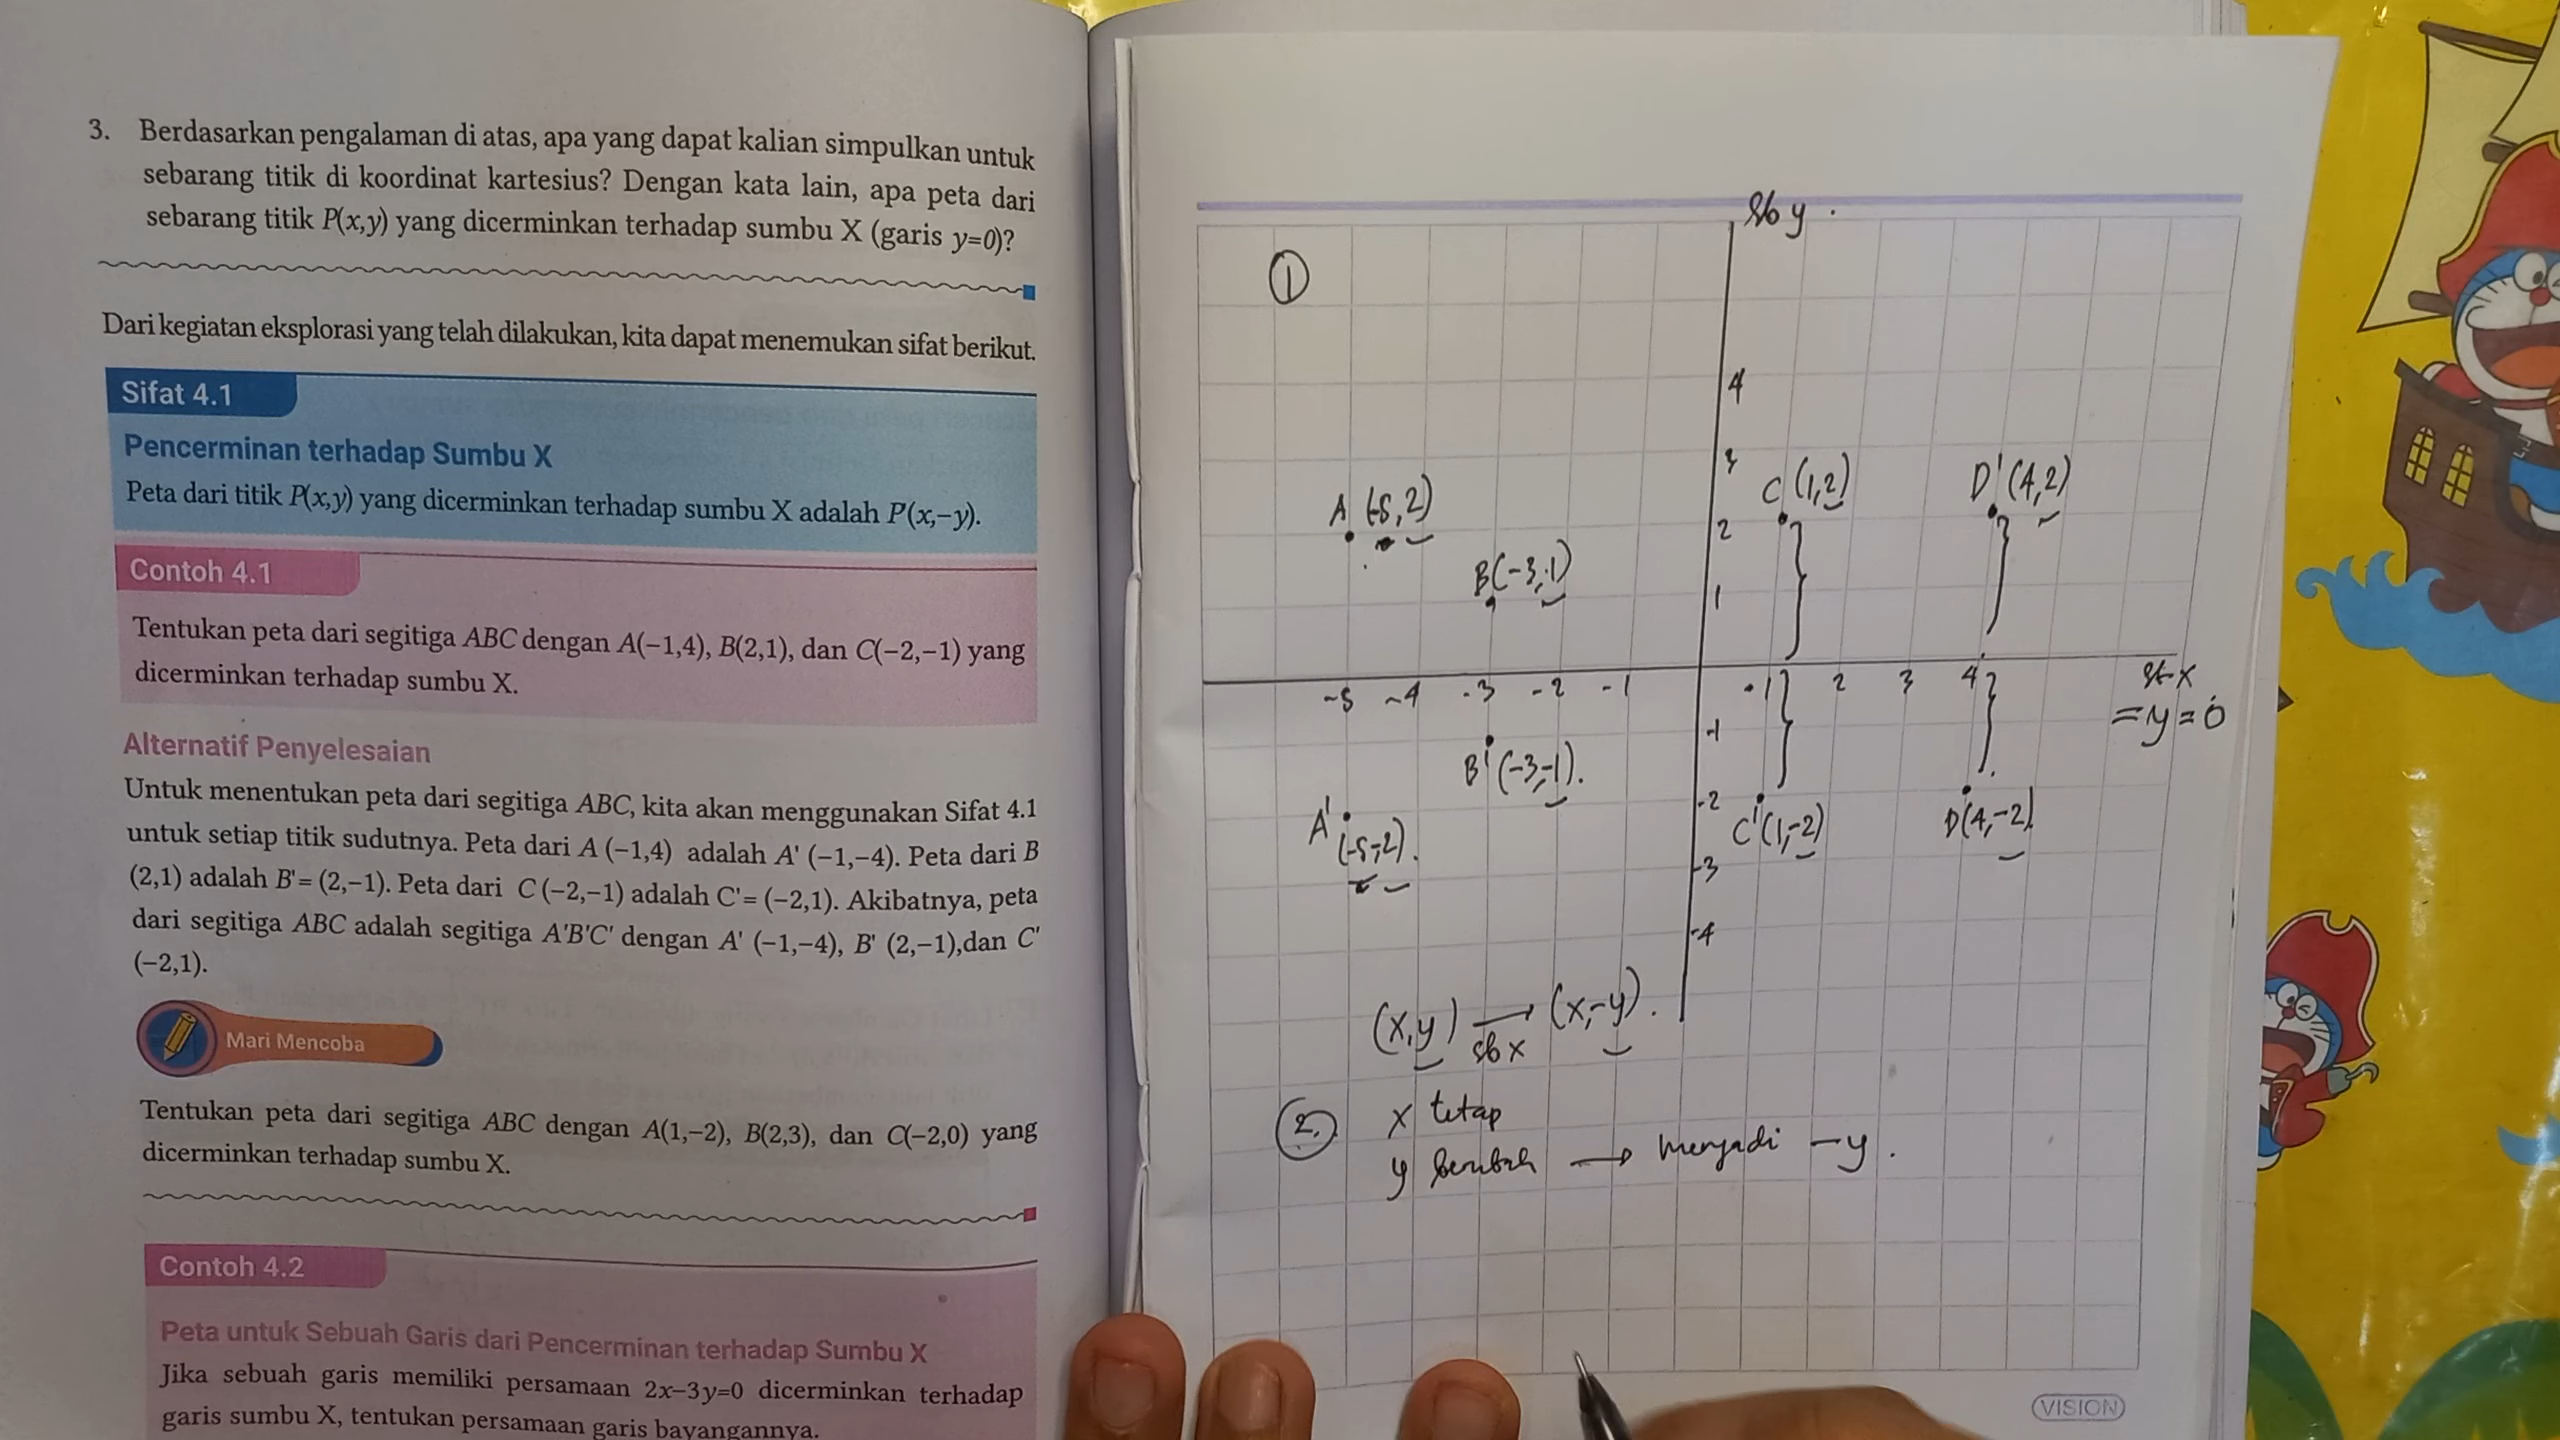 3. Berdasarkan pengalaman di atas, apa yang dapat kalian simpulkan untuk
sebarang titik di koordinat kartesius? Dengan kata lain, apa peta dari
sebarang titik P(x,y) yang dicerminkan terhadap sumbu X (garis y=0)?
Dari kegiatan eksplorasi yang telah dilakukan, kita dapat menemukan sifat berikut.
Sifat 4.1
Pencerminan terhadap Sumbu X
Peta dari titik P(x,y) yang dicerminkan terhadap sumbu X adalah P(x,−y).
Contoh 4.1
Tentukan peta dari segitiga ABC dengan A(−1,4), B(2,1), dan C(−2,−1) yang
dicerminkan terhadap sumbu X.
Alternatif Penyelesaian
Untuk menentukan peta dari segitiga ABC, kita akan menggunakan Sifat 4.1
untuk setiap titik sudutnya. Peta dari A (−1,4) adalah A' (−1,−4). Peta dari B
(2,1) adalah B'= (2,−1). Peta dari C (−2,−1) adalah C'= (−2,1). Akibatnya, peta
dari segitiga ABC adalah segitiga A'B'C' dengan A' (−1,−4), B' (2,−1),dan C'
(−2,1).
Mari Mencoba
Tentukan peta dari segitiga ABC dengan A(1,−2), B(2,3), dan C(−2,0) yang
dicerminkan terhadap sumbu X.
Contoh 4.2
Peta untuk Sebuah Garis dari Pencerminan terhadap Sumbu X
Jika sebuah garis memiliki persamaan 2x−3y=0 dicerminkan terhadap
garis sumbu X, tentukan persamaan garis bayangannya.
sb y
1
4
3
A (-5,2)
C (1,2)
D' (4,2)
2
B(-3,1)
1
-5 -4 -3 -2 -1 1 2 3 4
sb x
= y = 0
-1
B' (-3,-1).
-2
A' (-5,-2).
C' (1,-2)
D(4,-2)
-3
-4
(x,y) → (x,-y).
sb x
2. x tetap
y berubah → menjadi -y.
VISION